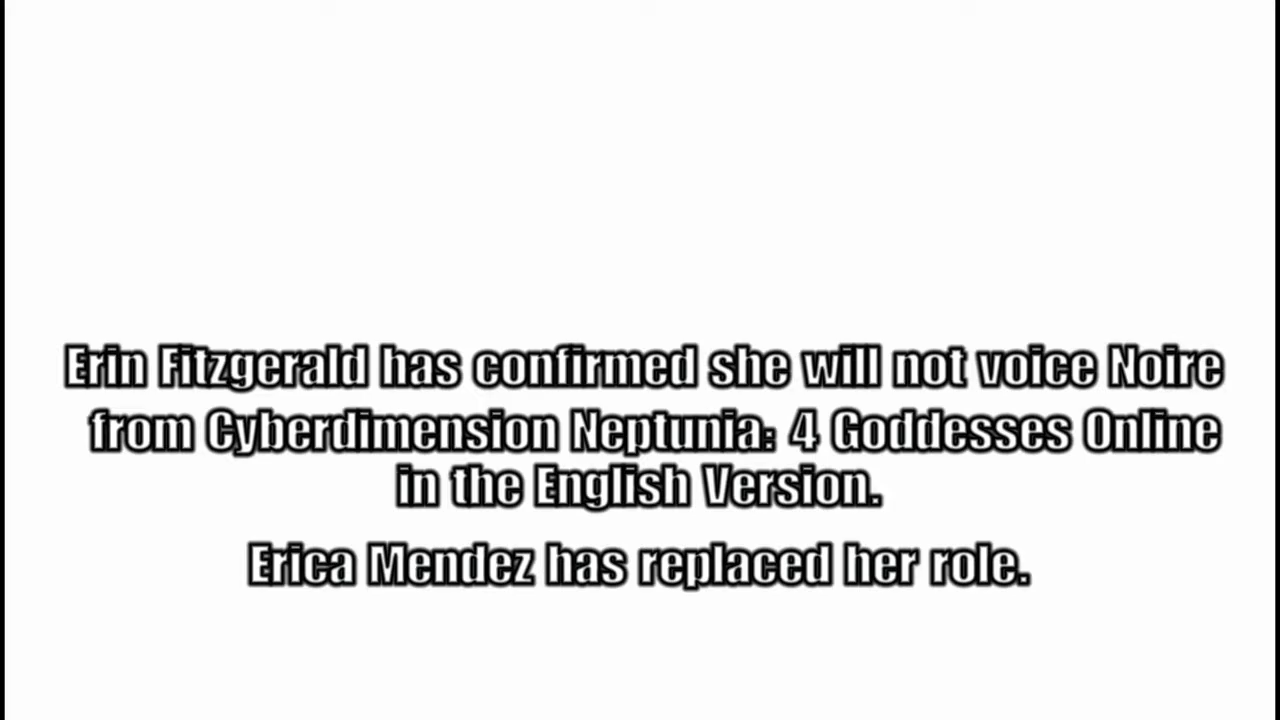 Erin Fitzgerald has confirmed she will not voice Noire
from Cyberdimension Neptunia: 4 Goddesses Online
in the English Version.
Erica Mendez has replaced her role.